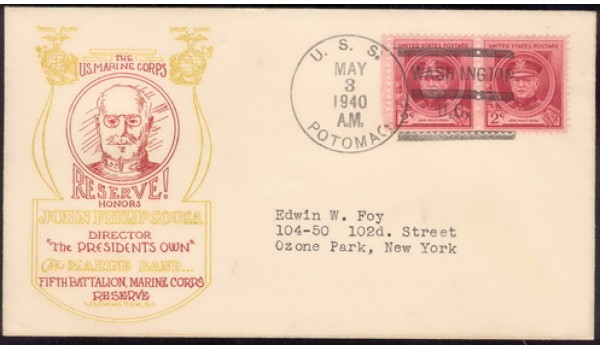 THE
U.S. MARINE CORPS
RESERVE!
HONORS
JOHN PHILIP SOUSA
DIRECTOR
"The PRESIDENTS OWN"
The MARINE BAND...
FIFTH BATTALION, MARINE CORPS
RESERVE
WASHINGTON, D.C.
U. S. S.
MAY
3
1940
A.M.
POTOMAC
WASHINGTON
D.C.
UNITED STATES POSTAGE
2¢
UNITED STATES POSTAGE
2¢
Edwin W. Foy
104-50 102d. Street
Ozone Park, New York